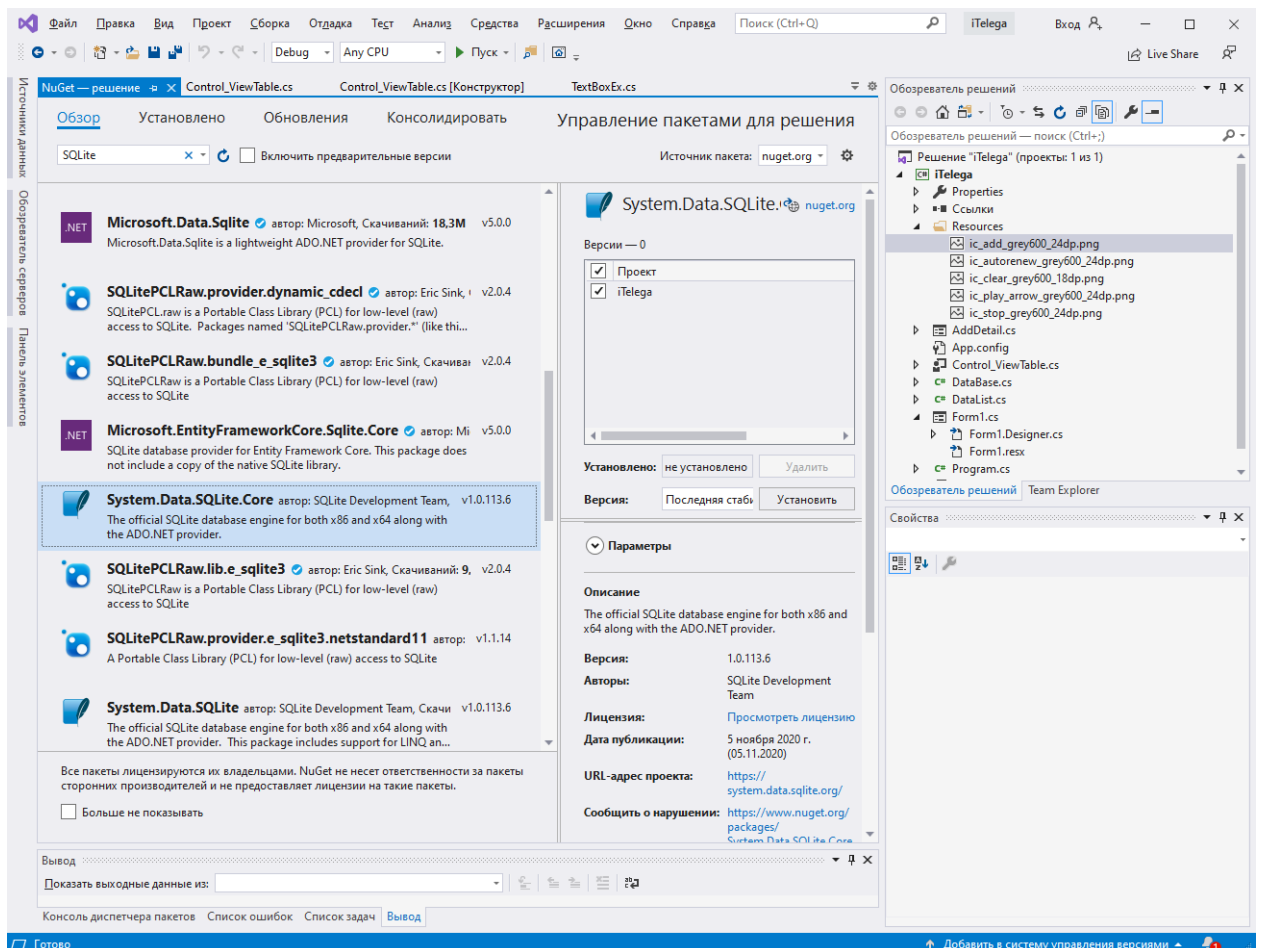 Файл Правка Вид Проект Сборка Отладка Тест Анализ Средства Расширения Окно Справка Поиск (Ctrl+Q) iTelega Вход
Debug Any CPU Пуск Live Share
Источники данных
Обозреватель серверов
Панель элементов
NuGet — решение Control_ViewTable.cs Control_ViewTable.cs [Конструктор] TextBoxEx.cs
Обзор Установлено Обновления Консолидировать Управление пакетами для решения
SQLite Включить предварительные версии Источник пакета: nuget.org
Microsoft.Data.Sqlite автор: Microsoft, Скачиваний: 18,3M v5.0.0
Microsoft.Data.Sqlite is a lightweight ADO.NET provider for SQLite.
SQLitePCLRaw.provider.dynamic_cdecl автор: Eric Sink, v2.0.4
SQLitePCL.raw is a Portable Class Library (PCL) for low-level (raw)
access to SQLite. Packages named 'SQLitePCLRaw.provider.*' (like thi...
SQLitePCLRaw.bundle_e_sqlite3 автор: Eric Sink, Скачиван v2.0.4
SQLitePCLRaw is a Portable Class Library (PCL) for low-level (raw)
access to SQLite
.NET
Microsoft.EntityFrameworkCore.Sqlite.Core автор: Mi v5.0.0
SQLite database provider for Entity Framework Core. This package does
not include a copy of the native SQLite library.
.NET
System.Data.SQLite.Core автор: SQLite Development Team, v1.0.113.6
The official SQLite database engine for both x86 and x64 along with
the ADO.NET provider.
SQLitePCLRaw.lib.e_sqlite3 автор: Eric Sink, Скачиваний: 9, v2.0.4
SQLitePCLRaw is a Portable Class Library (PCL) for low-level (raw)
access to SQLite
SQLitePCLRaw.provider.e_sqlite3.netstandard11 автор: v1.1.14
A Portable Class Library (PCL) for low-level (raw) access to SQLite
System.Data.SQLite автор: SQLite Development Team, Скачи v1.0.113.6
The official SQLite database engine for both x86 and x64 along with
the ADO.NET provider. This package includes support for LINQ an...
Все пакеты лицензируются их владельцами. NuGet не несет ответственности за пакеты
сторонних производителей и не предоставляет лицензии на такие пакеты.
Больше не показывать
System.Data.SQLite. nuget.org
Версии — 0
Проект
iTelega
Установлено: не установлено Удалить
Версия: Последняя стаби Установить
Параметры
Описание
The official SQLite database engine for both x86 and
x64 along with the ADO.NET provider.
Версия: 1.0.113.6
Авторы: SQLite Development
Team
Лицензия: Просмотреть лицензию
Дата публикации: 5 ноября 2020 г.
(05.11.2020)
URL-адрес проекта: https://
system.data.sqlite.org/
Сообщить о нарушении: https://www.nuget.org/
packages/
System.Data.SQLite.Core
Обозреватель решений
Обозреватель решений — поиск (Ctrl+;)
Решение "iTelega" (проекты: 1 из 1)
iTelega
Properties
Ссылки
Resources
ic_add_grey600_24dp.png
ic_autorenew_grey600_24dp.png
ic_clear_grey600_18dp.png
ic_play_arrow_grey600_24dp.png
ic_stop_grey600_24dp.png
AddDetail.cs
App.config
Control_ViewTable.cs
DataBase.cs
DataList.cs
Form1.cs
Form1.Designer.cs
Form1.resx
Program.cs
Обозреватель решений Team Explorer
Свойства
Вывод
Показать выходные данные из:
Консоль диспетчера пакетов Список ошибок Список задач Вывод
Готово Добавить в систему управления версиями 1